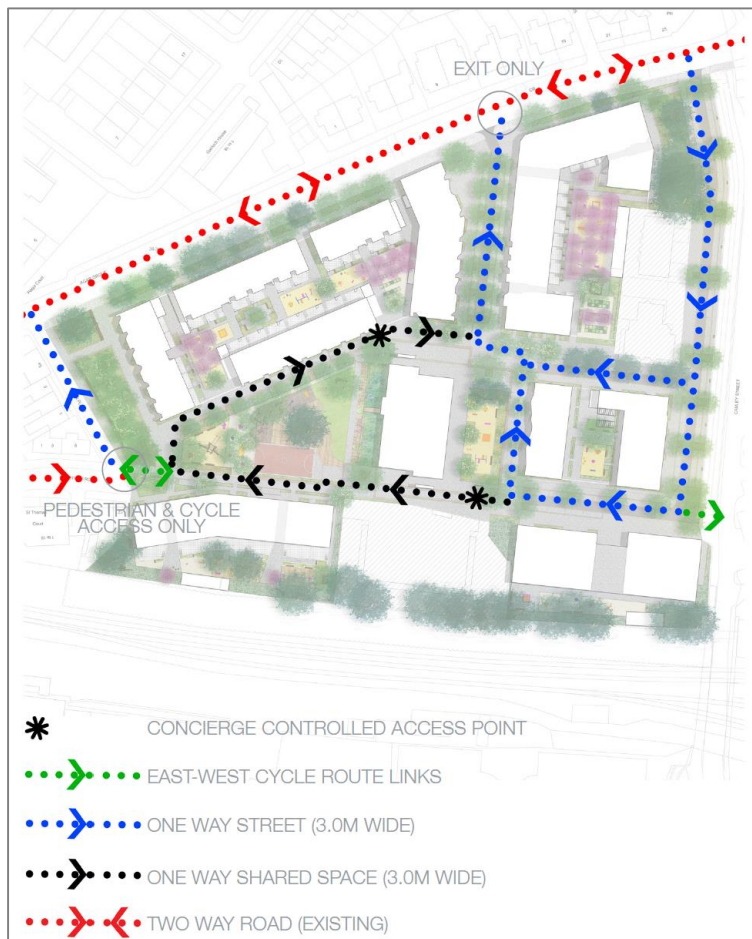 EXIT ONLY
PEDESTRIAN & CYCLE
ACCESS ONLY
CONCIERGE CONTROLLED ACCESS POINT
EAST-WEST CYCLE ROUTE LINKS
ONE WAY STREET (3.0M WIDE)
ONE WAY SHARED SPACE (3.0M WIDE)
TWO WAY ROAD (EXISTING)